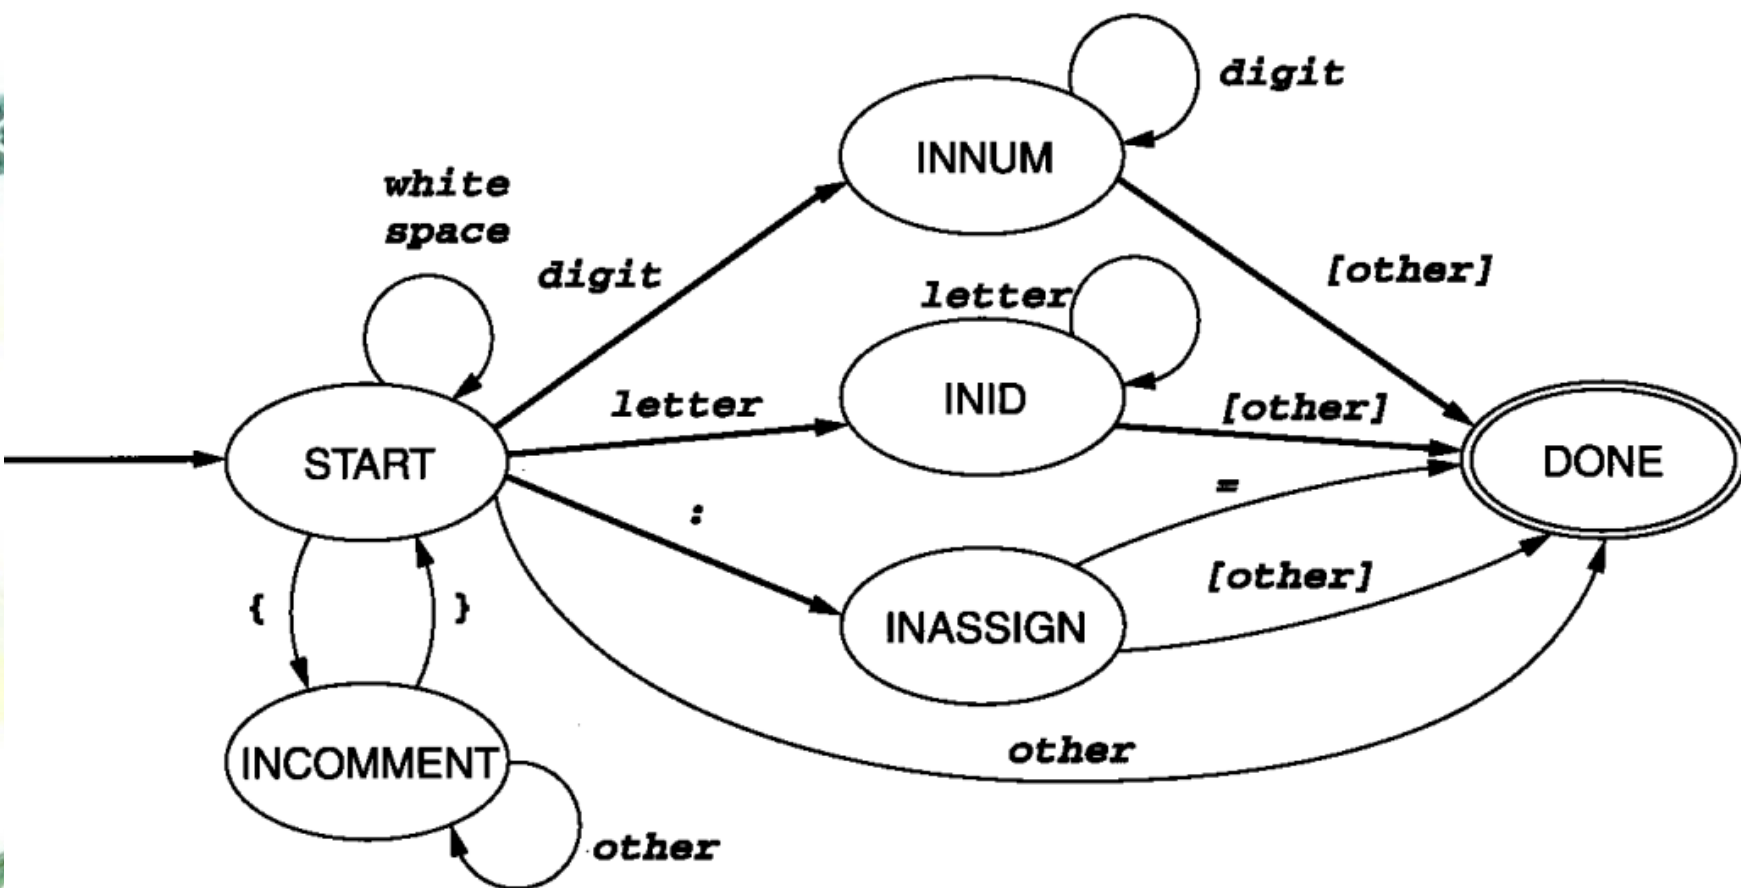 digit
INNUM
white
space
digit
[other]
letter
letter
INID
[other]
START
DONE
:
=
[other]
{
}
INASSIGN
other
INCOMMENT
other